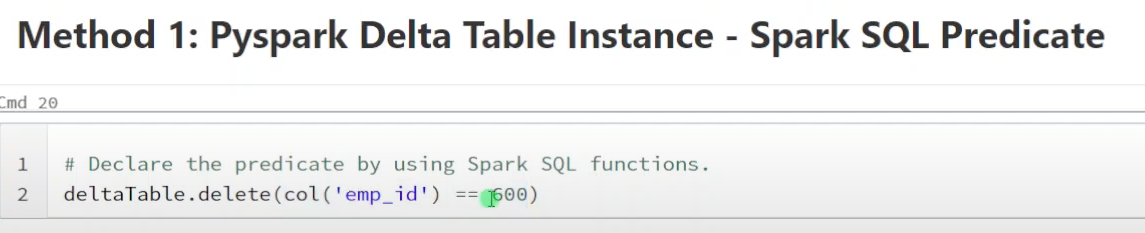 Method 1: Pyspark Delta Table Instance - Spark SQL Predicate
Cmd 20
1 # Declare the predicate by using Spark SQL functions.
2 deltaTable.delete(col('emp_id') == 600)